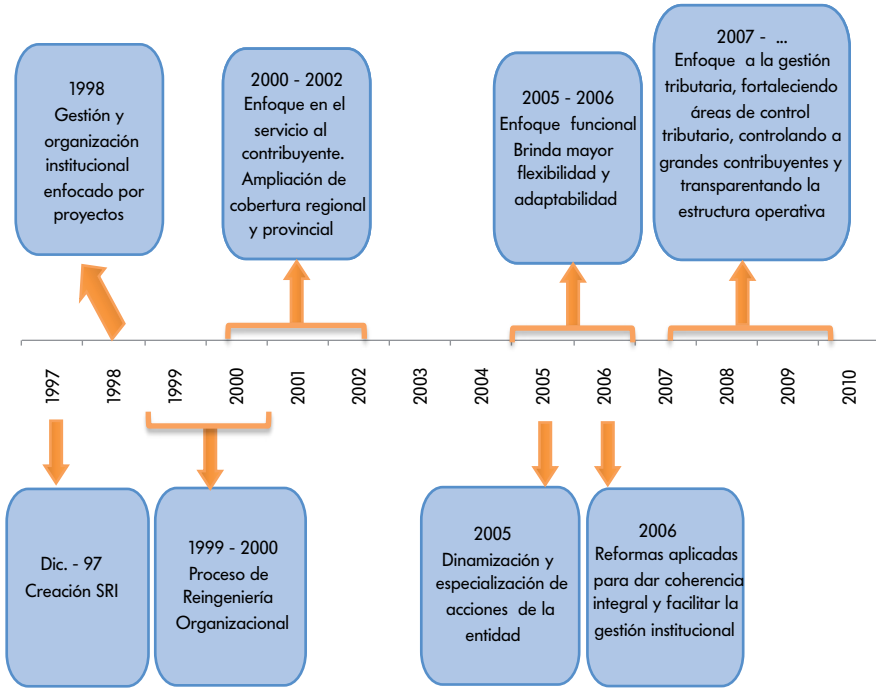 1998
Gestión y
organización
institucional
enfocado por
proyectos
2000 - 2002
Enfoque en el
servicio al
contribuyente.
Ampliación de
cobertura regional
y provincial
2005 - 2006
Enfoque funcional
Brinda mayor
flexibilidad y
adaptabilidad
2007 - ...
Enfoque a la gestión
tributaria, fortaleciendo
áreas de control
tributario, controlando a
grandes contribuyentes y
transparentando la
estructura operativa
1997
1998
1999
2000
2001
2002
2003
2004
2005
2006
2007
2008
2009
2010
Dic. - 97
Creación SRI
1999 - 2000
Proceso de
Reingeniería
Organizacional
2005
Dinamización y
especialización de
acciones de la
entidad
2006
Reformas aplicadas
para dar coherencia
integral y facilitar la
gestión institucional